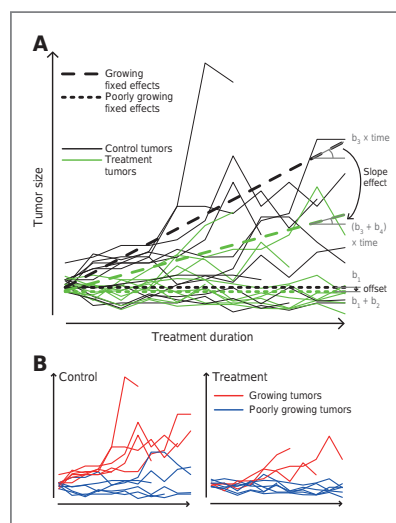 A
Growing
fixed effects
Poorly growing
fixed effects
Control tumors
Treatment
tumors
b3 × time
Slope
effect
(b3 + b4)
× time
b1
offset
b1 + b2
Tumor size
Treatment duration
B
Control
Treatment
Growing tumors
Poorly growing tumors